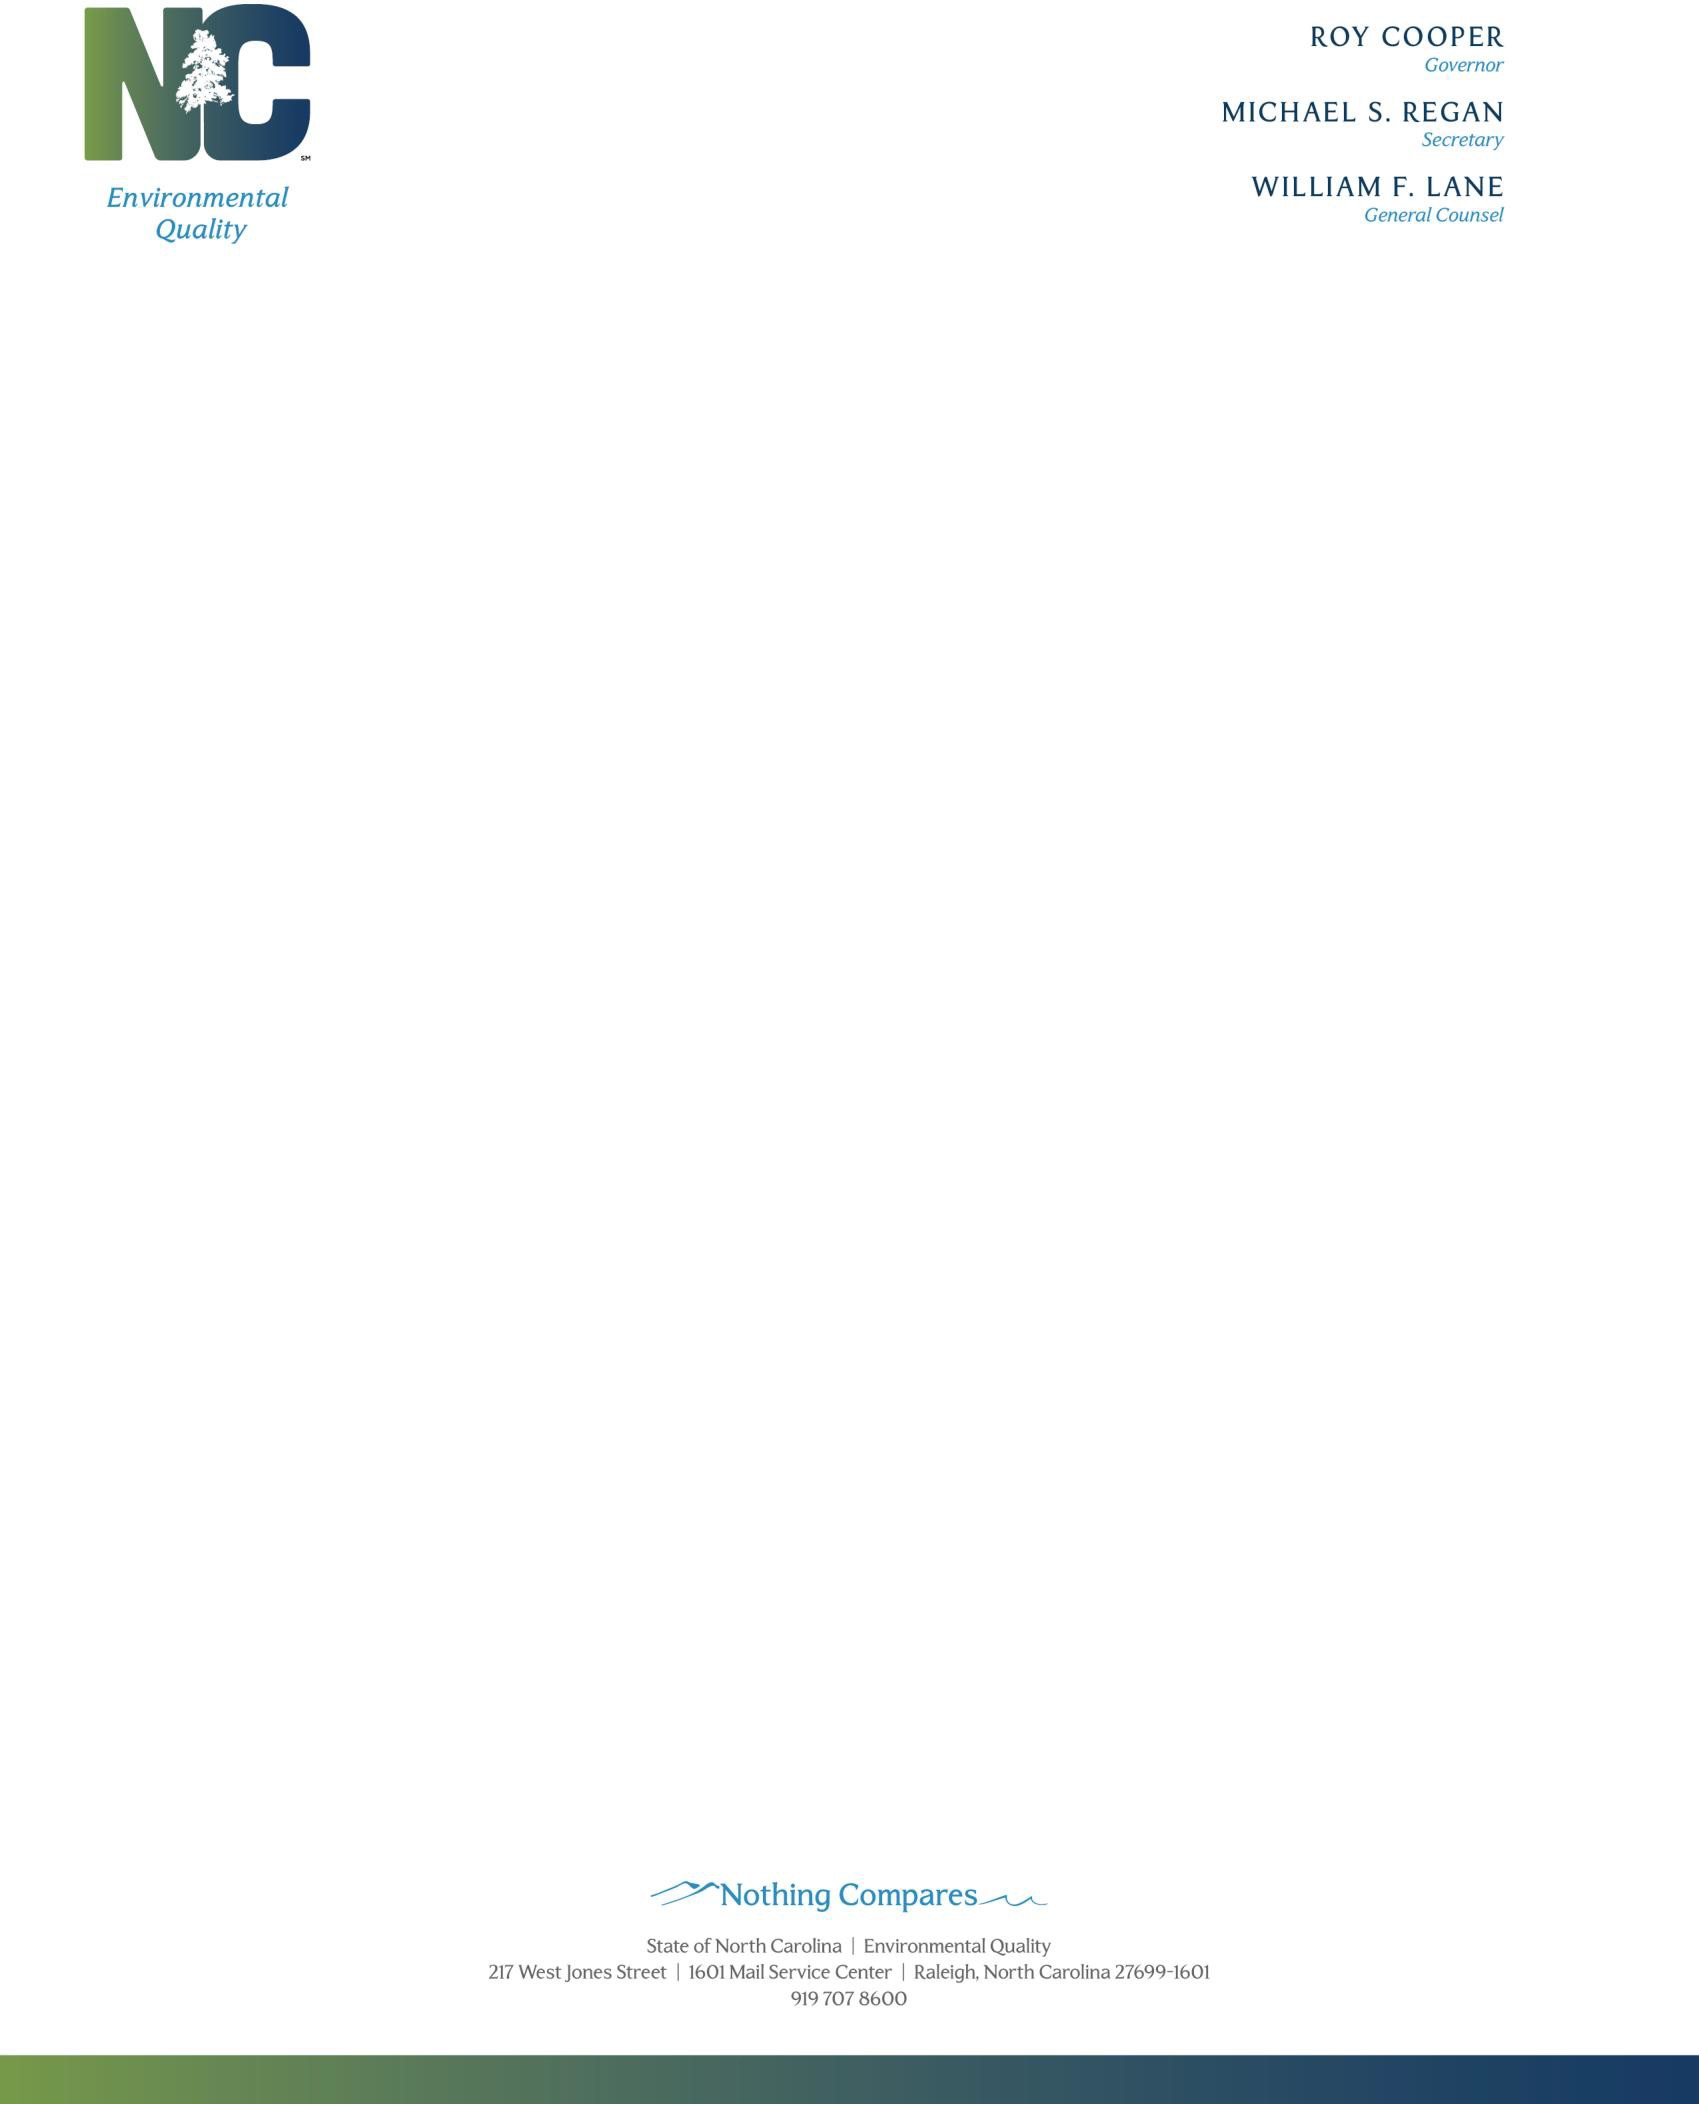 NC
SM
Environmental
Quality
ROY COOPER
Governor
MICHAEL S. REGAN
Secretary
WILLIAM F. LANE
General Counsel
Nothing Compares
State of North Carolina | Environmental Quality
217 West Jones Street | 1601 Mail Service Center | Raleigh, North Carolina 27699-1601
919 707 8600